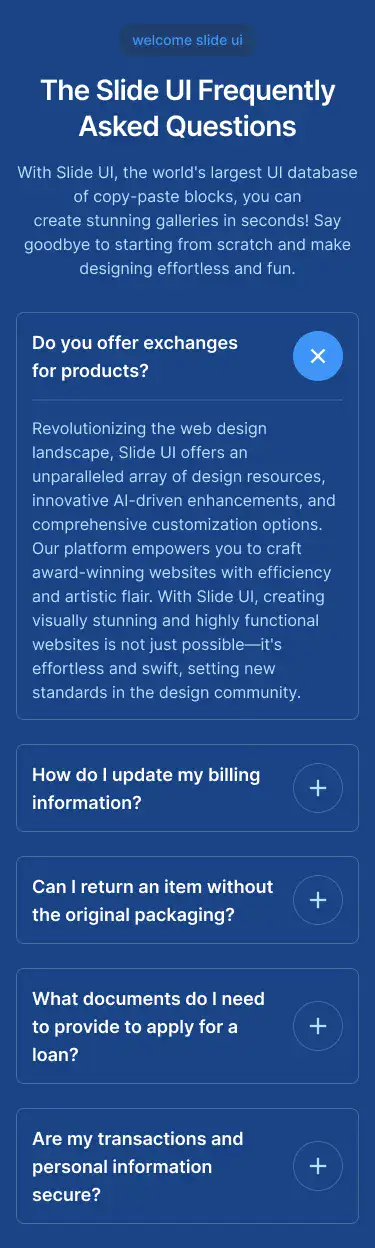 welcome slide ui
The Slide UI Frequently
Asked Questions
With Slide UI, the world's largest UI database
of copy-paste blocks, you can
create stunning galleries in seconds! Say
goodbye to starting from scratch and make
designing effortless and fun.
Do you offer exchanges
for products?
Revolutionizing the web design
landscape, Slide UI offers an
unparalleled array of design resources,
innovative AI-driven enhancements, and
comprehensive customization options.
Our platform empowers you to craft
award-winning websites with efficiency
and artistic flair. With Slide UI, creating
visually stunning and highly functional
websites is not just possible—it's
effortless and swift, setting new
standards in the design community.
How do I update my billing
information?
Can I return an item without
the original packaging?
What documents do I need
to provide to apply for a
loan?
Are my transactions and
personal information
secure?